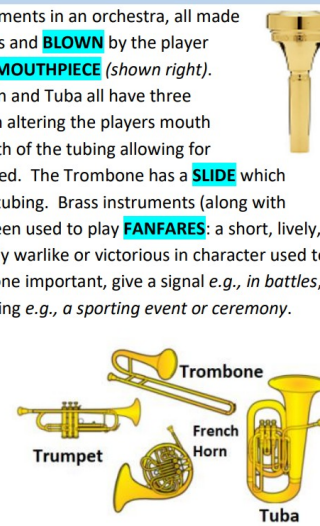 ments in an orchestra, all made
s and BLOWN by the player
MOUTHPIECE (shown right).
n and Tuba all have three
altering the players mouth
th of the tubing allowing for
ed. The Trombone has a SLIDE which
tubing. Brass instruments (along with
een used to play FANFARES: a short, lively,
y warlike or victorious in character used to
one important, give a signal e.g., in battles,
ing e.g., a sporting event or ceremony.
Trombone
French
Horn
Trumpet
Tuba